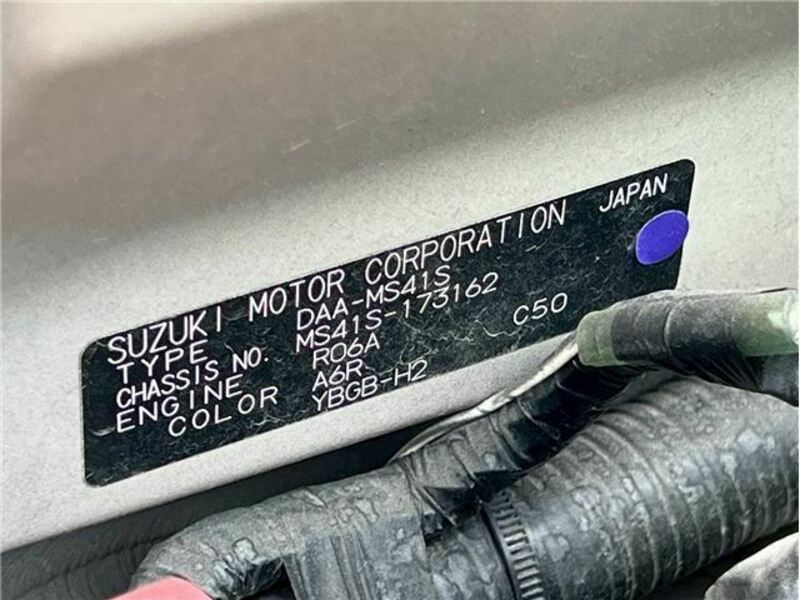 SUZUKI MOTOR CORPORATION JAPAN
TYPE DAA-MS41S
CHASSIS NO. MS41S-173162
ENGINE R06A C50
COLOR A6R
YBGB-H2